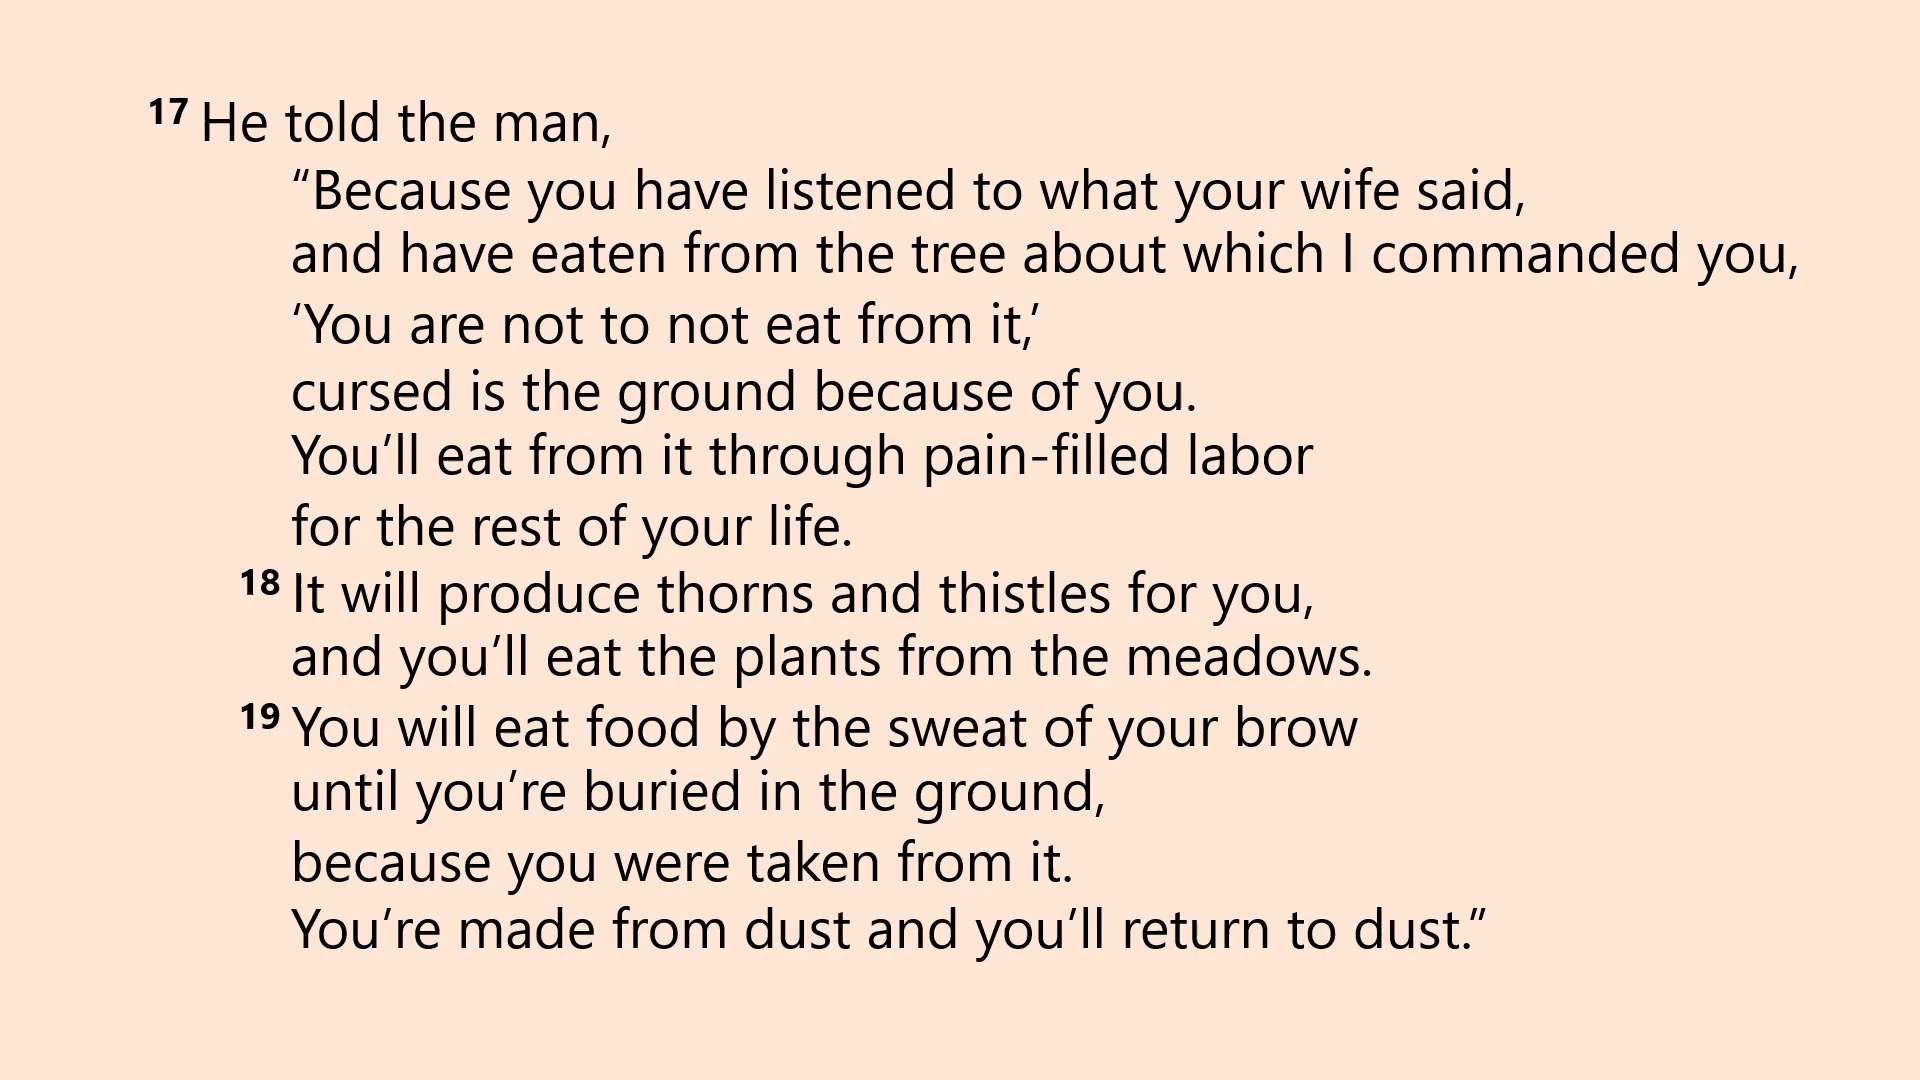 17 He told the man,
“Because you have listened to what your wife said,
and have eaten from the tree about which I commanded you,
‘You are not to not eat from it,’
cursed is the ground because of you.
You’ll eat from it through pain-filled labor
for the rest of your life.
18 It will produce thorns and thistles for you,
and you’ll eat the plants from the meadows.
19 You will eat food by the sweat of your brow
until you’re buried in the ground,
because you were taken from it.
You’re made from dust and you’ll return to dust.”